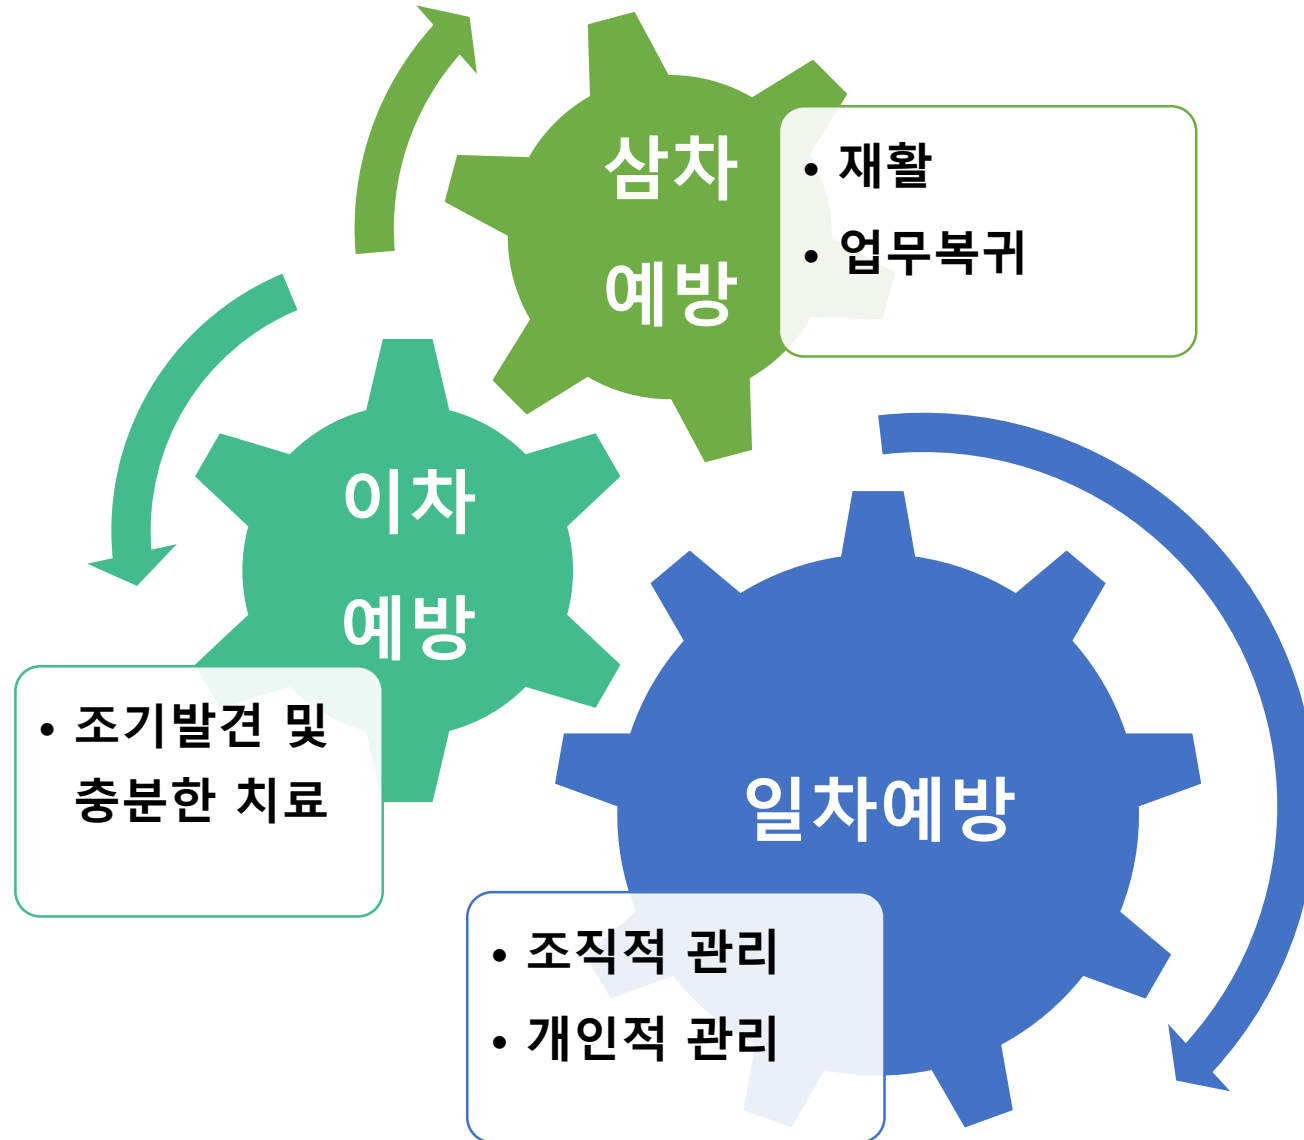 삼차
예방
• 재활
• 업무복귀
이차
예방
• 조기발견 및
충분한 치료
일차예방
• 조직적 관리
• 개인적 관리